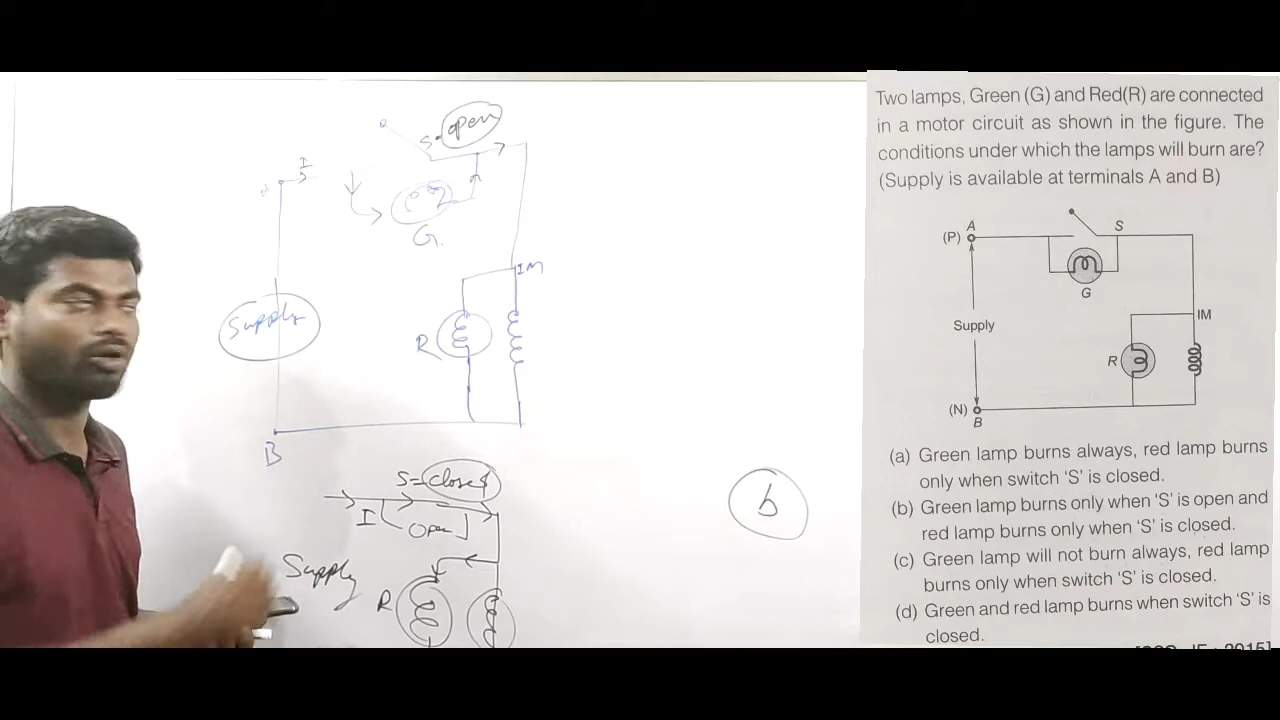 S=open
I
G.
IM
Supply
R
B
S=closed
I
open
Supply
R
b
Two lamps, Green (G) and Red(R) are connected
in a motor circuit as shown in the figure. The
conditions under which the lamps will burn are?
(Supply is available at terminals A and B)
A
S
(P)
G
IM
Supply
R
(N)
B
(a) Green lamp burns always, red lamp burns
only when switch 'S' is closed.
(b) Green lamp burns only when 'S' is open and
red lamp burns only when 'S' is closed.
(c) Green lamp will not burn always, red lamp
burns only when switch 'S' is closed.
(d) Green and red lamp burns when switch 'S' is
closed.